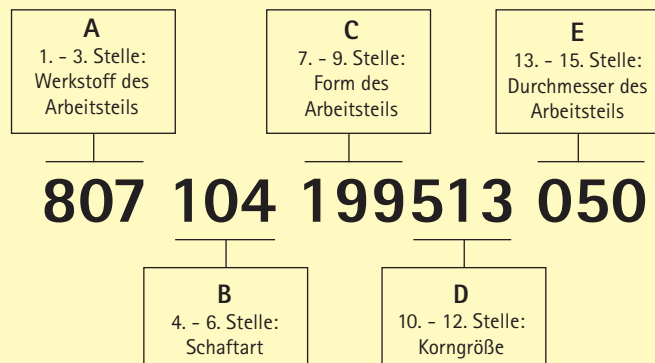 A
1. - 3. Stelle:
Werkstoff des
Arbeitsteils
C
7. - 9. Stelle:
Form des
Arbeitsteils
E
13. - 15. Stelle:
Durchmesser des
Arbeitsteils
807 104 199513 050
B
4. - 6. Stelle:
Schaftart
D
10. - 12. Stelle:
Korngröße